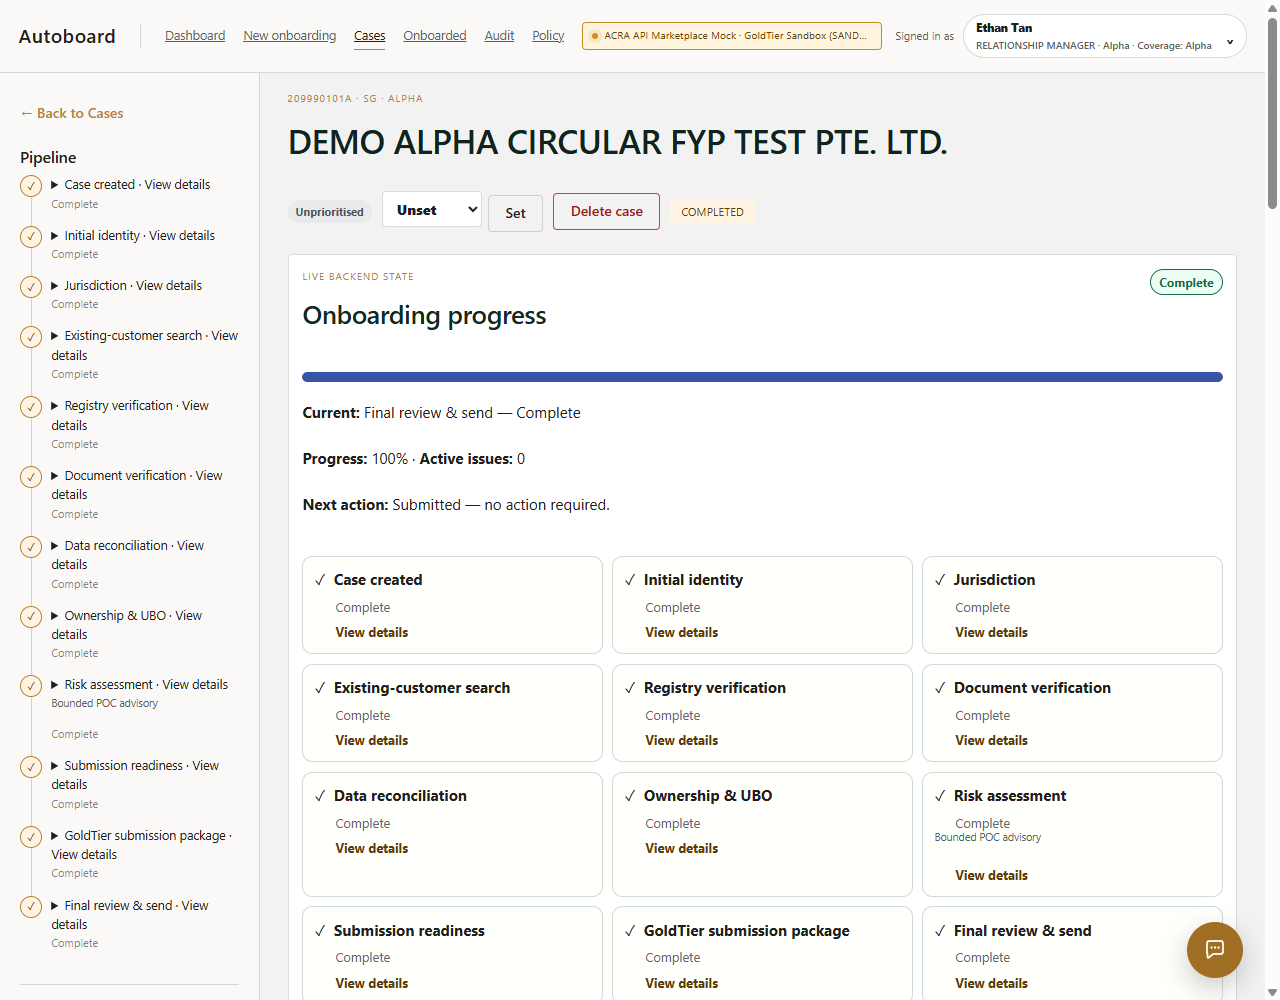 Autoboard
Dashboard
New onboarding
Cases
Onboarded
Audit
Policy
ACRA API Marketplace Mock · GoldTier Sandbox (SAND...
Signed in as
Ethan Tan
RELATIONSHIP MANAGER · Alpha · Coverage: Alpha
← Back to Cases
Pipeline
Case created · View details
Complete
Initial identity · View details
Complete
Jurisdiction · View details
Complete
Existing-customer search · View
details
Complete
Registry verification · View
details
Complete
Document verification · View
details
Complete
Data reconciliation · View
details
Complete
Ownership & UBO · View
details
Complete
Risk assessment · View details
Bounded POC advisory
Complete
Submission readiness · View
details
Complete
GoldTier submission package ·
View details
Complete
Final review & send · View
details
Complete
209990101A · SG · ALPHA
DEMO ALPHA CIRCULAR FYP TEST PTE. LTD.
Unprioritised
Unset
Set
Delete case
COMPLETED
LIVE BACKEND STATE
Complete
Onboarding progress
Current: Final review & send — Complete
Progress: 100% · Active issues: 0
Next action: Submitted — no action required.
✓ Case created
Complete
View details
✓ Initial identity
Complete
View details
✓ Jurisdiction
Complete
View details
✓ Existing-customer search
Complete
View details
✓ Registry verification
Complete
View details
✓ Document verification
Complete
View details
✓ Data reconciliation
Complete
View details
✓ Ownership & UBO
Complete
View details
✓ Risk assessment
Complete
Bounded POC advisory
View details
✓ Submission readiness
Complete
View details
✓ GoldTier submission package
Complete
View details
✓ Final review & send
Complete
View details